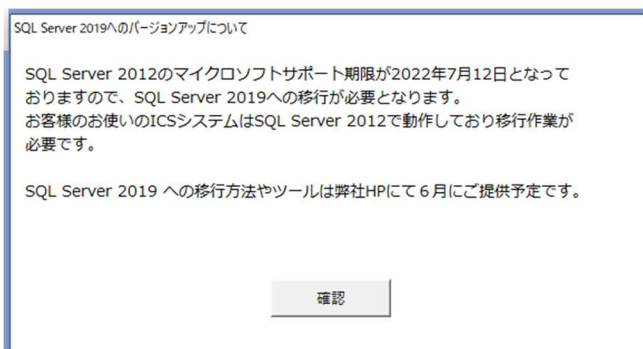 SQL Server 2019へのバージョンアップについて
SQL Server 2012のマイクロソフトサポート期限が2022年7月12日となって
おりますので、SQL Server 2019への移行が必要となります。
お客様のお使いのICSシステムはSQL Server 2012で動作しており移行作業が
必要です。
SQL Server 2019 への移行方法やツールは弊社HPにて６月にご提供予定です。
確認